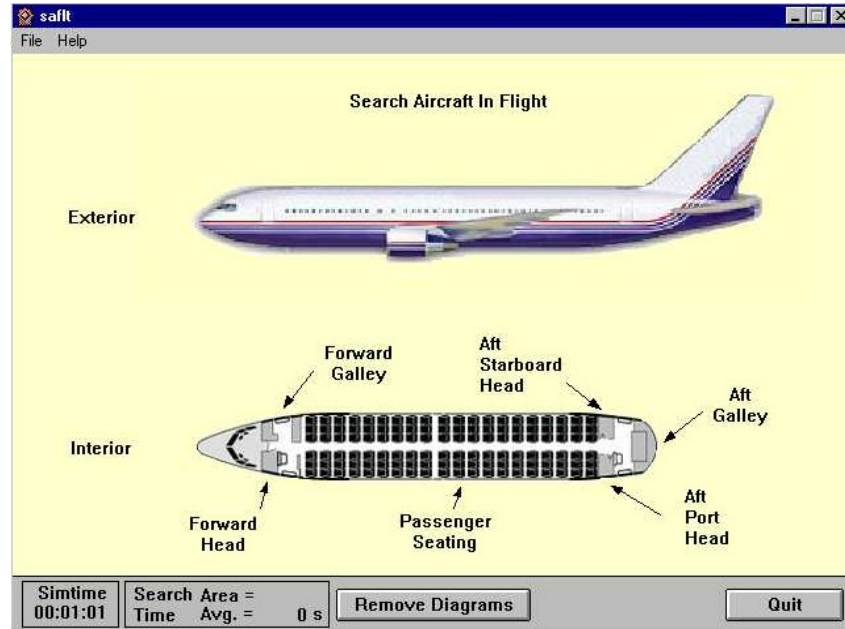 saflt
File Help
Search Aircraft In Flight
Exterior
Forward
Galley
Aft
Starboard
Head
Aft
Galley
Interior
Forward
Head
Passenger
Seating
Aft
Port
Head
Simtime
00:01:01
Search Area =
Time Avg. = 0 s
Remove Diagrams
Quit